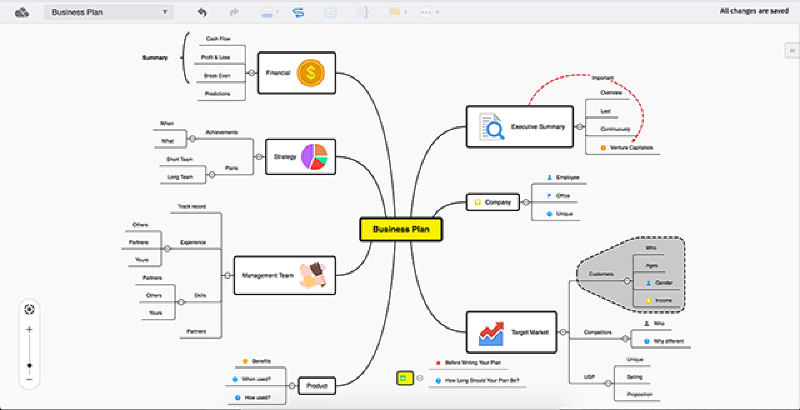 Business Plan
All changes are saved
Summary
Cash Flow
Profit & Loss
Break Even
Predictions
Financial
When
What
Achievements
Short Team
Long Team
Plans
Strategy
Track record
Others
Partners
Yours
Experience
Partners
Others
Yours
Skills
Partners
Management Team
Benefits
When used?
How used?
Product
Business Plan
Important
Executive Summary
Overview
Last
Continuously
Venture Capitalists
Company
Employee
Office
Unique
Target Market
Customers
Who
Ages
Gender
Income
Competitors
Who
Why different
USP
Unique
Selling
Proposition
Before Writing Your Plan
How Long Should Your Plan Be?